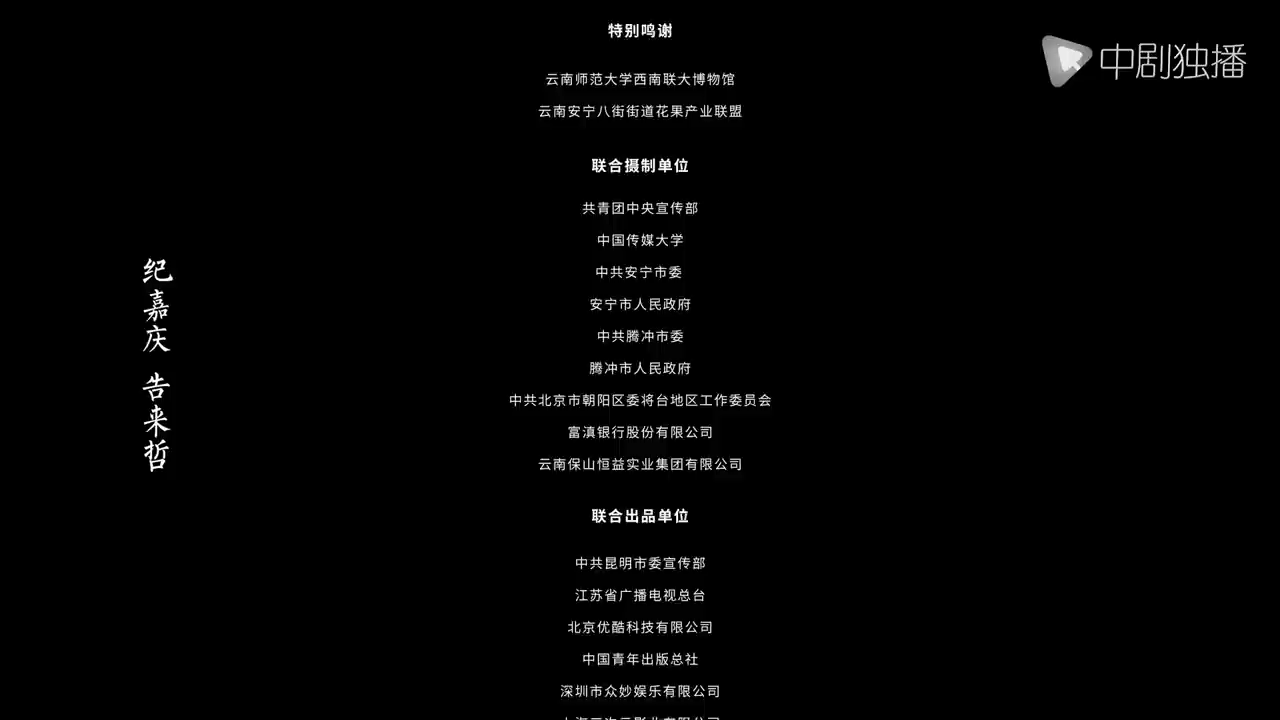 特别鸣谢
中剧独播
云南师范大学西南联大博物馆
云南安宁八街街道花果产业联盟
联合摄制单位
共青团中央宣传部
中国传媒大学
中共安宁市委
安宁市人民政府
中共腾冲市委
腾冲市人民政府
中共北京市朝阳区委将台地区工作委员会
富滇银行股份有限公司
云南保山恒益实业集团有限公司
纪嘉庆 告来哲
联合出品单位
中共昆明市委宣传部
江苏省广播电视总台
北京优酷科技有限公司
中国青年出版总社
深圳市众妙娱乐有限公司